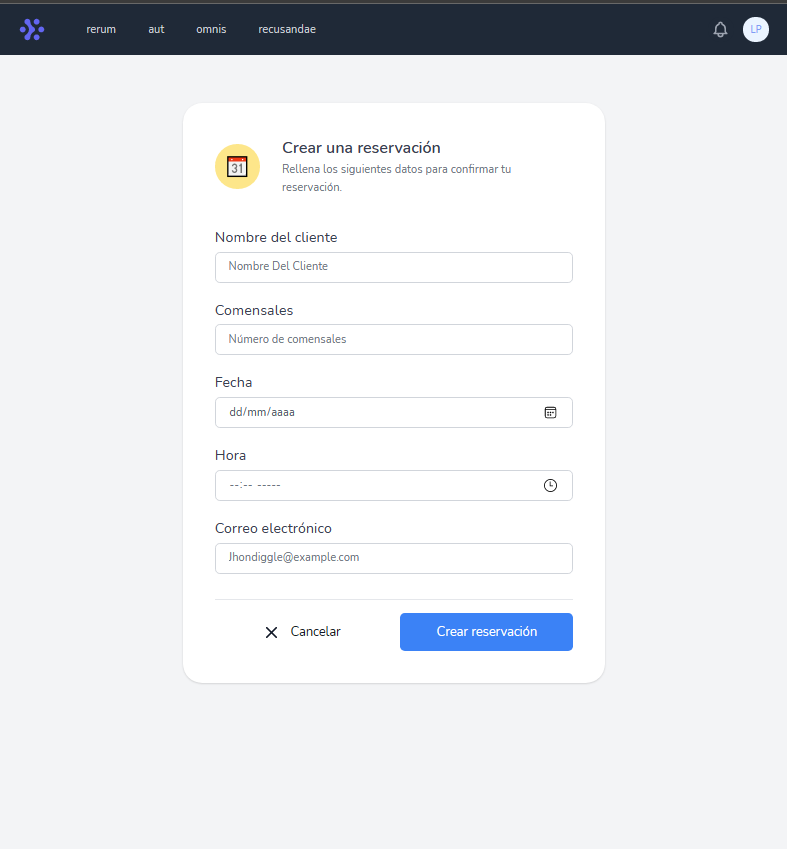 rerum aut omnis recusandae LP
31
Crear una reservación
Rellena los siguientes datos para confirmar tu
reservación.
Nombre del cliente
Nombre Del Cliente
Comensales
Número de comensales
Fecha
dd/mm/aaaa
Hora
--:-- -----
Correo electrónico
Jhondiggle@example.com
Cancelar Crear reservación